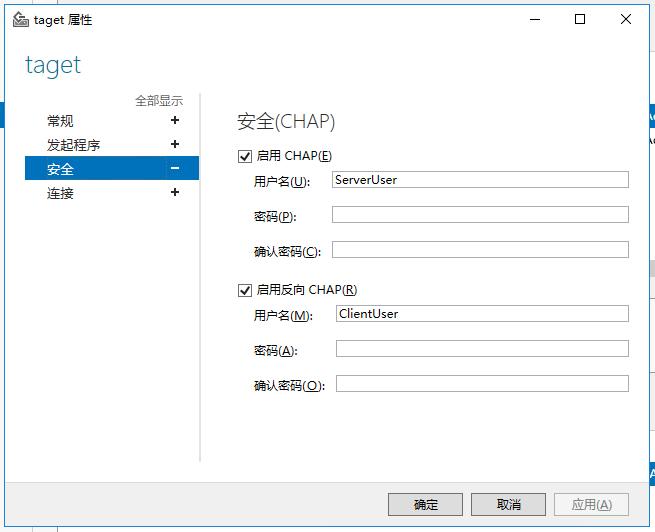 taget 属性
taget
全部显示
常规 +
发起程序 +
安全 −
连接 +
安全(CHAP)
启用 CHAP(E)
用户名(U): ServerUser
密码(P):
确认密码(C):
启用反向 CHAP(R)
用户名(M): ClientUser
密码(A):
确认密码(O):
确定 取消 应用(A)